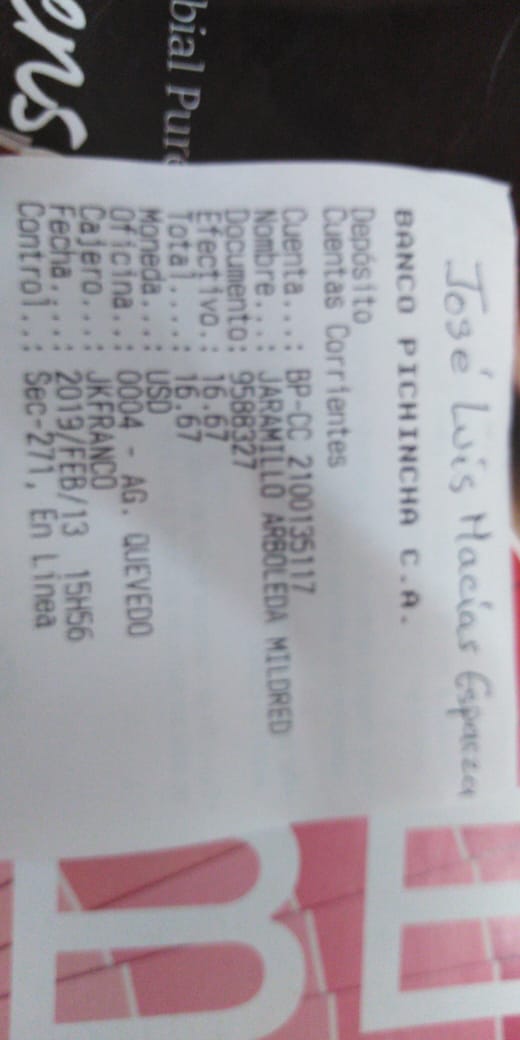 José Luis Macías Esparza
BANCO PICHINCHA C.A.
Depósito
Cuentas Corrientes
Cuenta...: BP-CC 2100135117
Nombre...: JARAMILLO ARBOLEDA MILDRED
Documento: 9588327
Efectivo.: 16.67
Total....: 16.67
Moneda...: USD
Oficina..: 0004 - AG. QUEVEDO
Cajero...: JKFRANCO
Fecha....: 2019/FEB/13 15H56
Control..: Sec-271, En Línea
bial Pure
ens
B